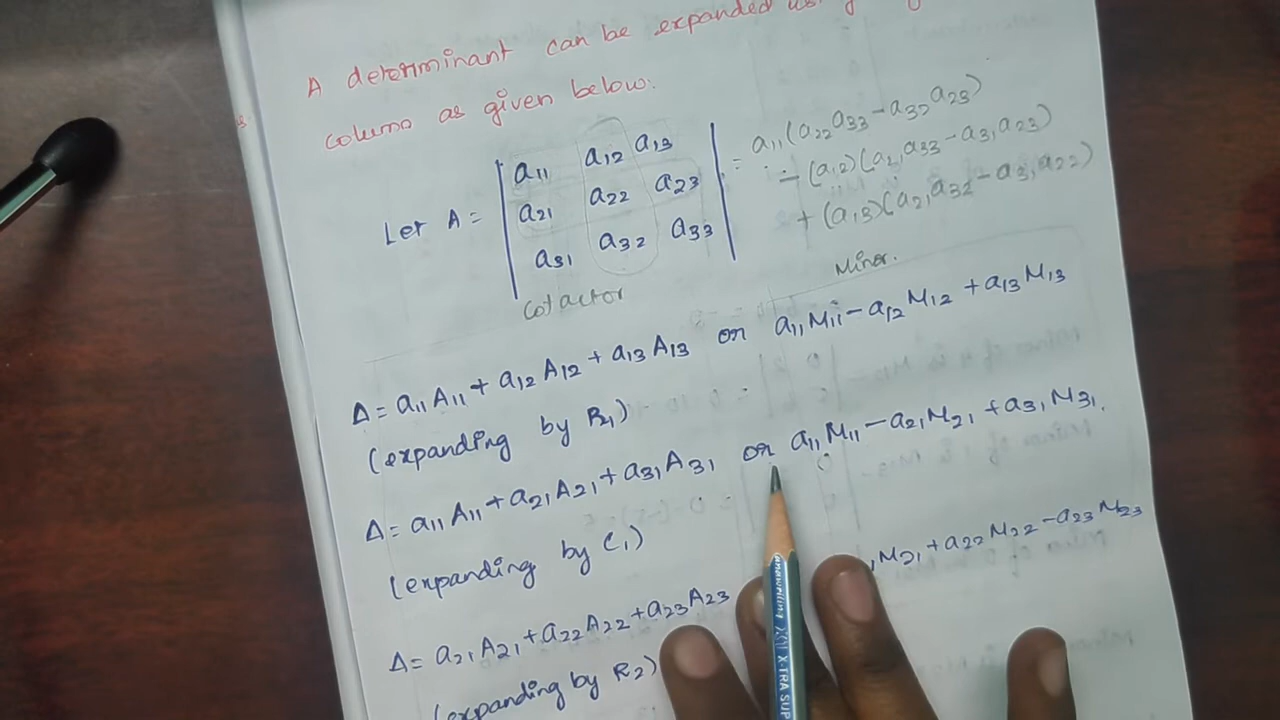 A determinant can be expanded
column as given below.
Let A = | a11 a12 a13 | = a11(a22a33 - a32a23)
| a21 a22 a23 | - (a12)(a21a33 - a31a23)
| a31 a32 a33 | + (a13)(a21a32 - a31a22)
Cofactor
Minor.
Δ = a11A11 + a12A12 + a13A13 or a11M11 - a12M12 + a13M13
(expanding by R1)
Δ = a11A11 + a21A21 + a31A31 or a11M11 - a21M21 + a31M31.
(expanding by C1)
Δ = a21A21 + a22A22 + a23A23 M21 + a22M22 - a23M23
(expanding by R2)
X-TRA SUP